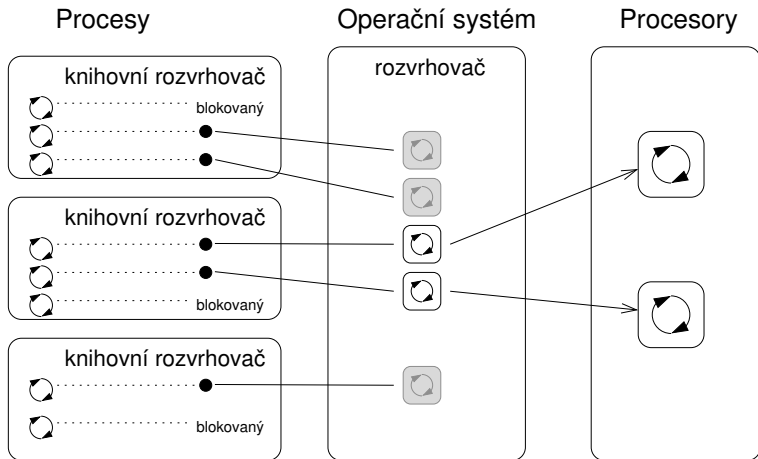 Procesy
Operační systém
Procesory
knihovní rozvrhovač
blokovaný
knihovní rozvrhovač
blokovaný
knihovní rozvrhovač
blokovaný
rozvrhovač